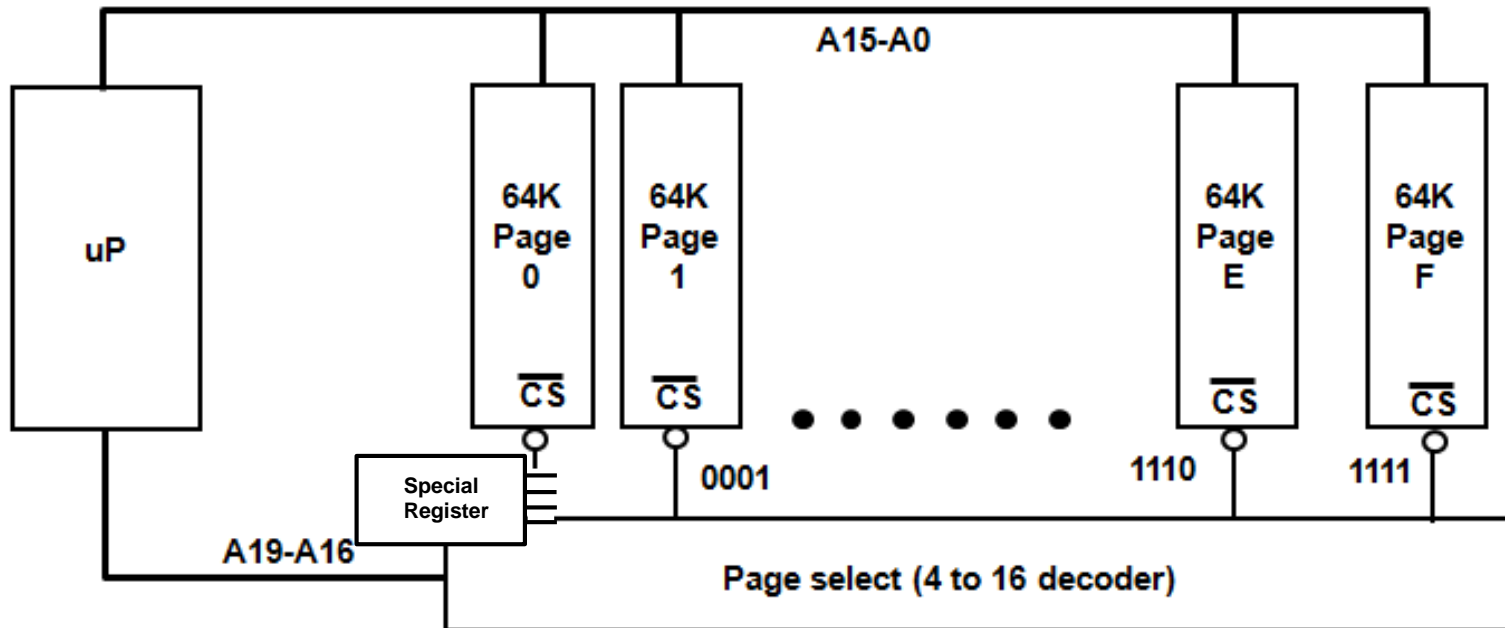 A15-A0
uP
64K
Page
0
64K
Page
1
64K
Page
E
64K
Page
F
CS
CS
CS
CS
0001
1110
1111
Special
Register
A19-A16
Page select (4 to 16 decoder)